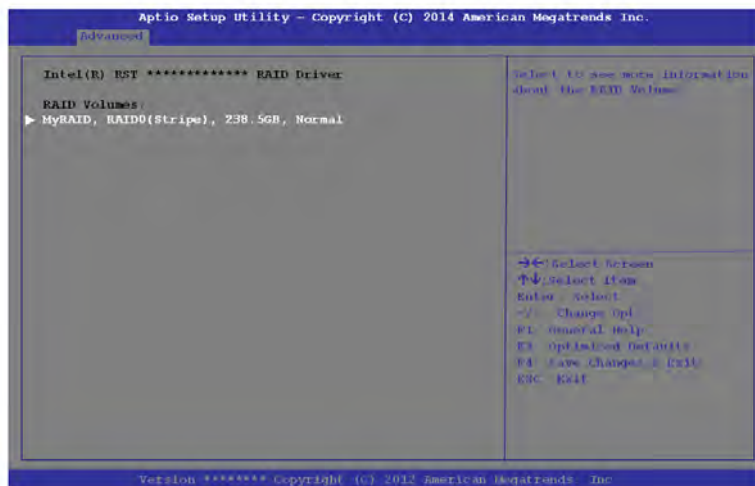 Aptio Setup Utility - Copyright (C) 2014 American Megatrends Inc.
Advanced
Intel(R) RST ************* RAID Driver
RAID Volumes:
MyRAID, RAID0(Stripe), 238.5GB, Normal
Select to see more information
about the RAID Volume
→←:Select Screen
↑↓:Select Item
Enter: Select
Change Opt
F1: General Help
F3: Optimized Defaults
F4: Save Changes & Exit
ESC: Exit
Version ******** Copyright (C) 2012 American Megatrends Inc